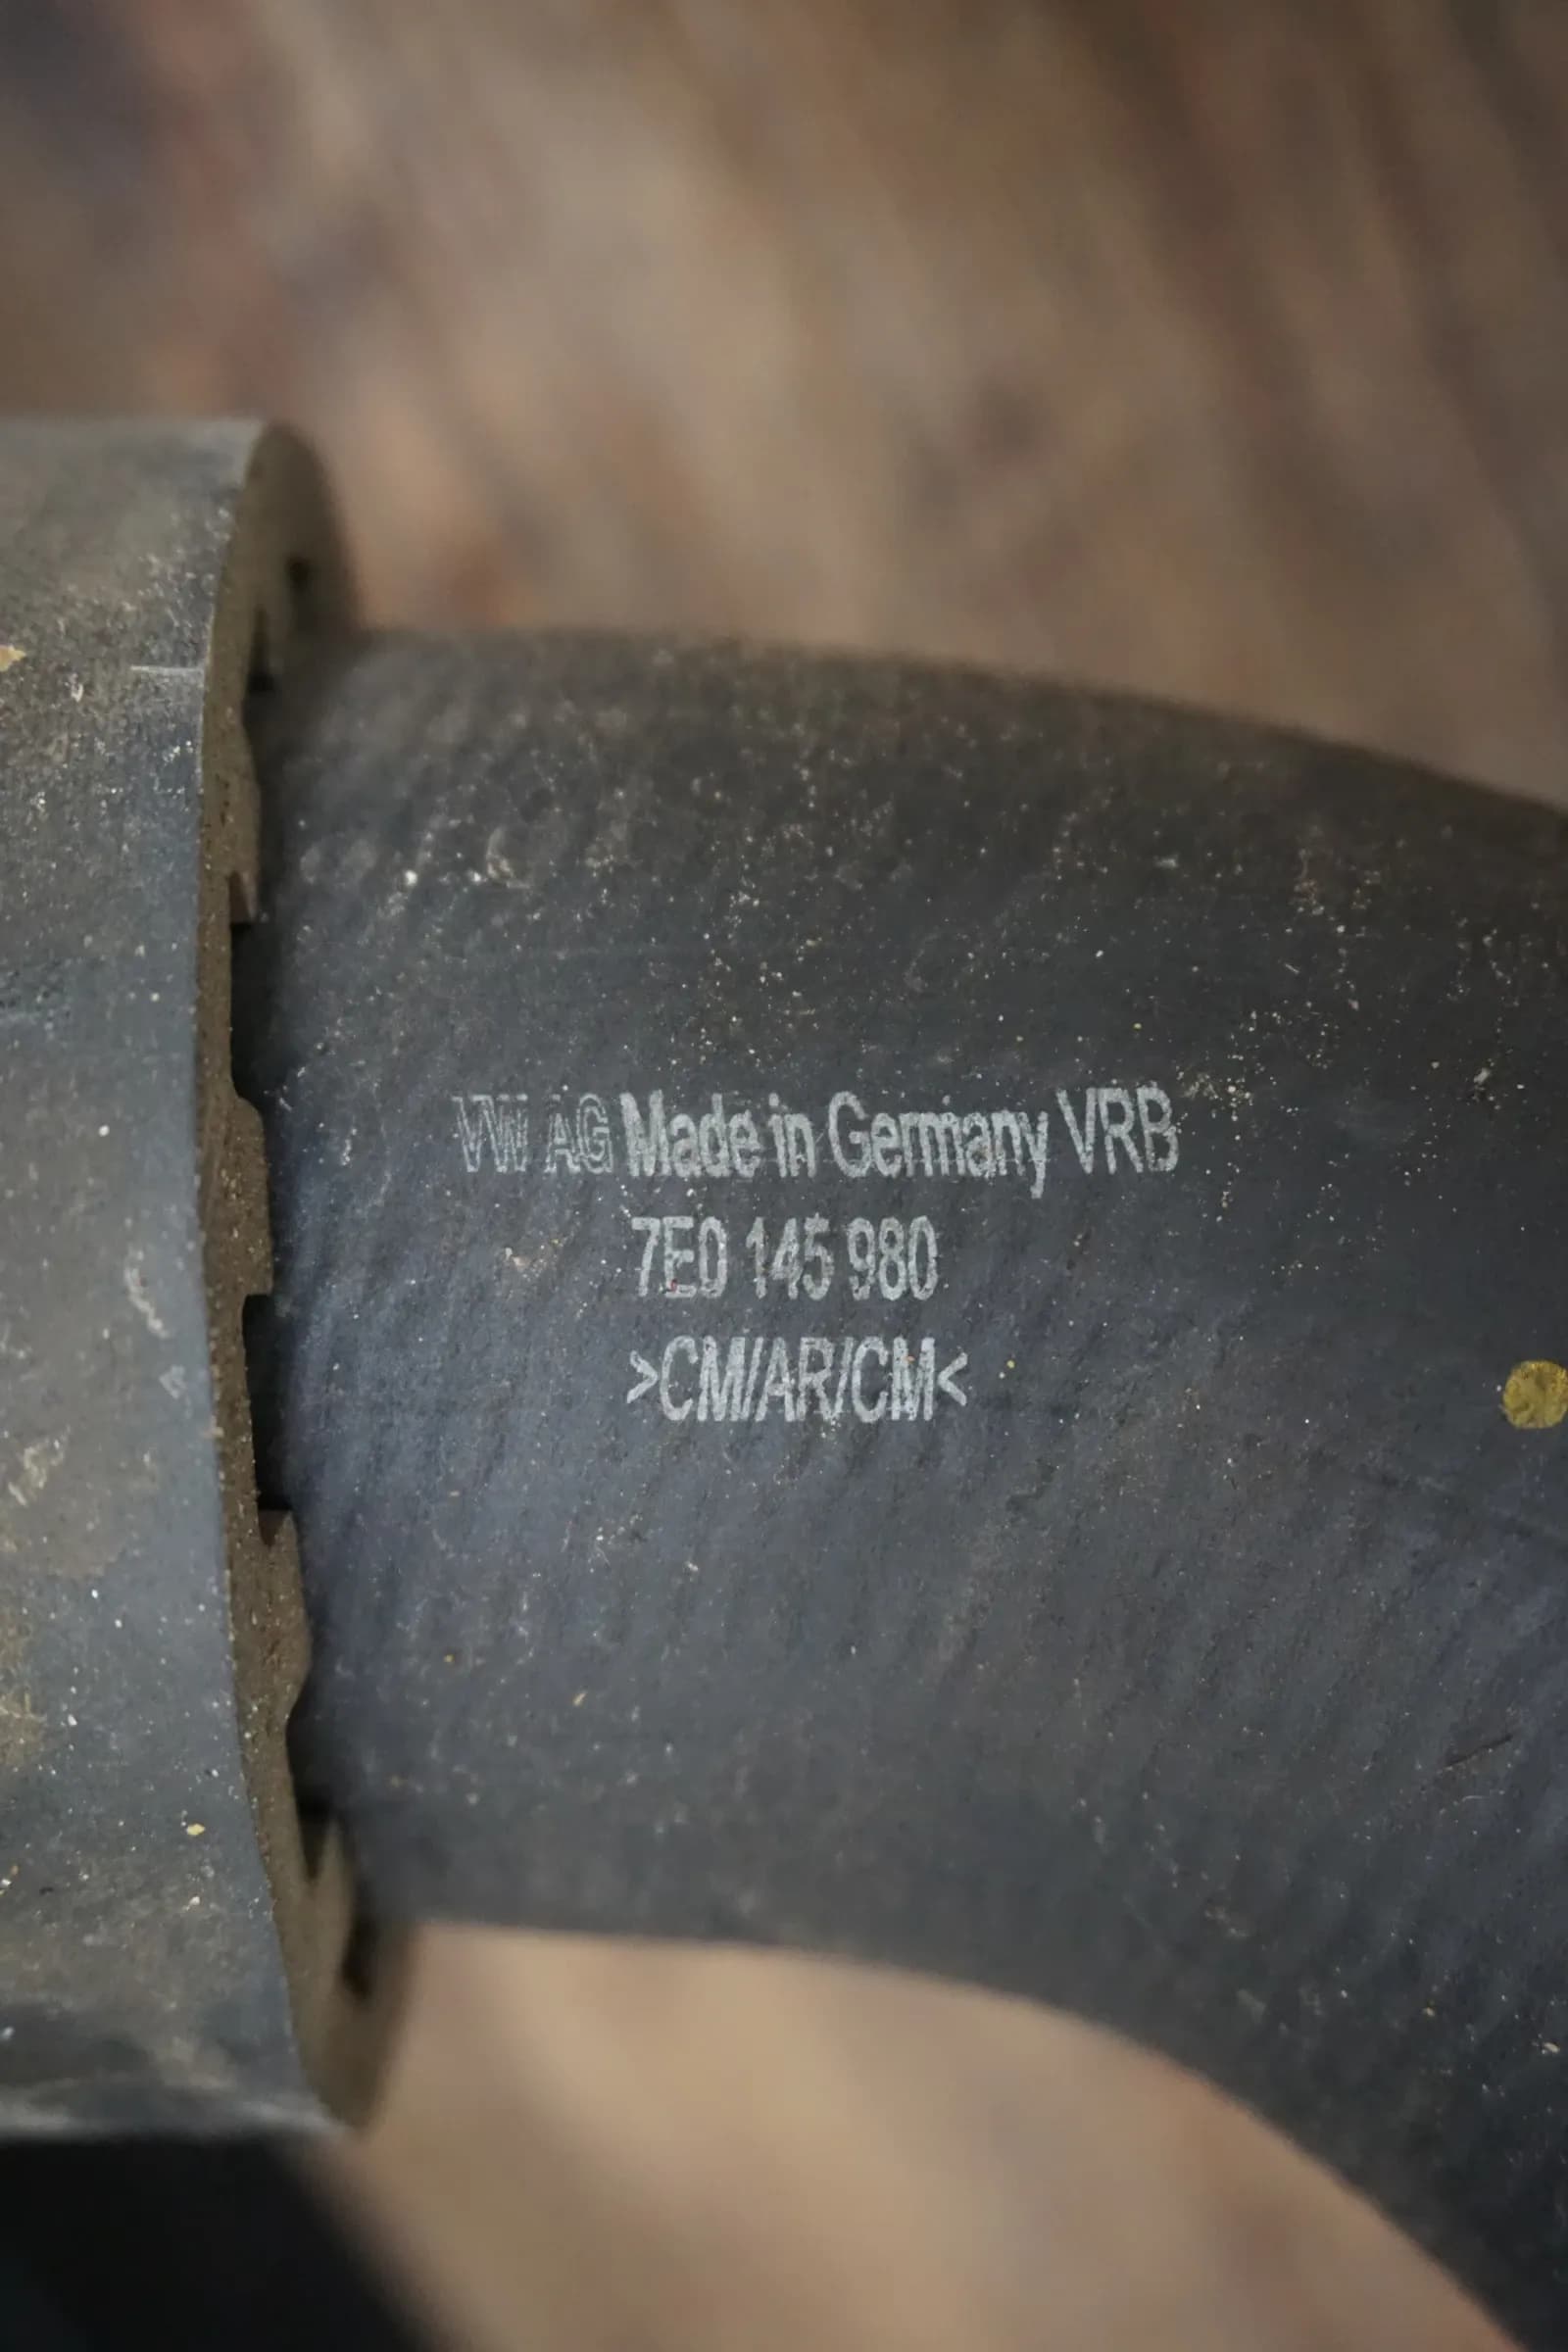 VW AG Made in Germany VRB
7E0 145 980
>CM/AR/CM<